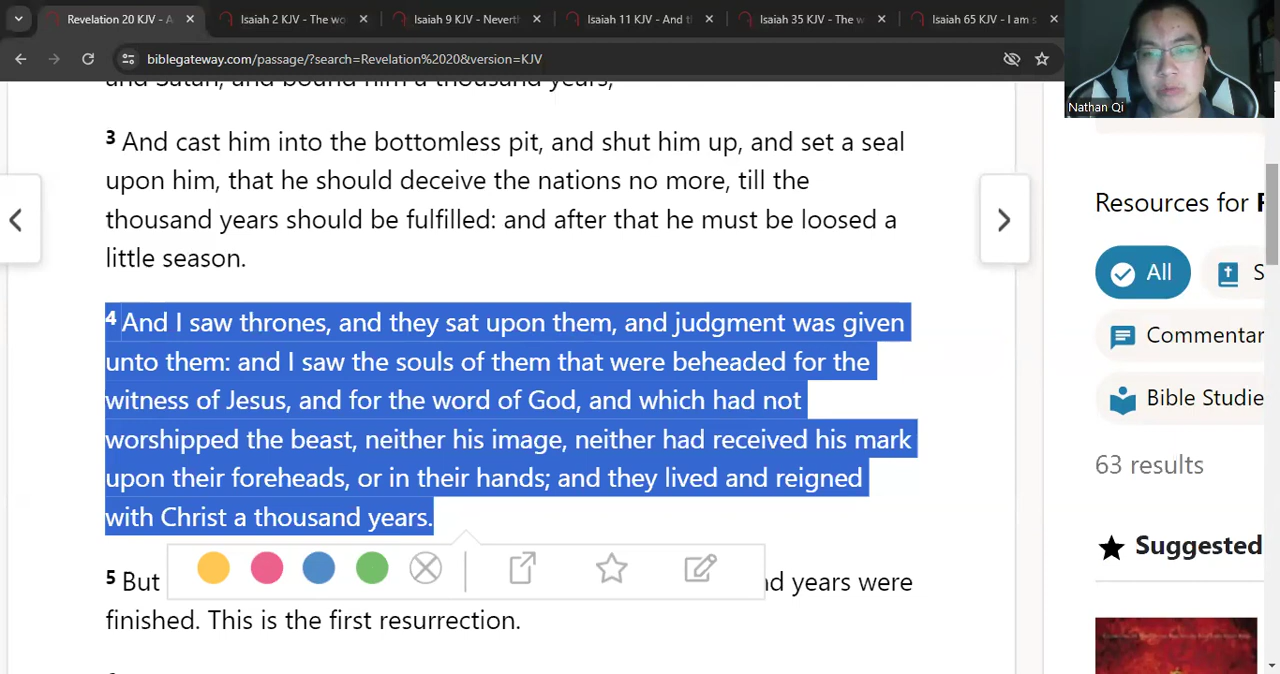 Revelation 20 KJV - A
Isaiah 2 KJV - The wo
Isaiah 9 KJV - Neverth
Isaiah 11 KJV - And th
Isaiah 35 KJV - The w
Isaiah 65 KJV - I am s
biblegateway.com/passage/?search=Revelation%2020&version=KJV
Nathan Qi
and Satan, and bound him a thousand years,
3 And cast him into the bottomless pit, and shut him up, and set a seal
upon him, that he should deceive the nations no more, till the
thousand years should be fulfilled: and after that he must be loosed a
little season.
4 And I saw thrones, and they sat upon them, and judgment was given
unto them: and I saw the souls of them that were beheaded for the
witness of Jesus, and for the word of God, and which had not
worshipped the beast, neither his image, neither had received his mark
upon their foreheads, or in their hands; and they lived and reigned
with Christ a thousand years.
5 But
years were
finished. This is the first resurrection.
Resources for
All
S
Commentar
Bible Studie
63 results
Suggested